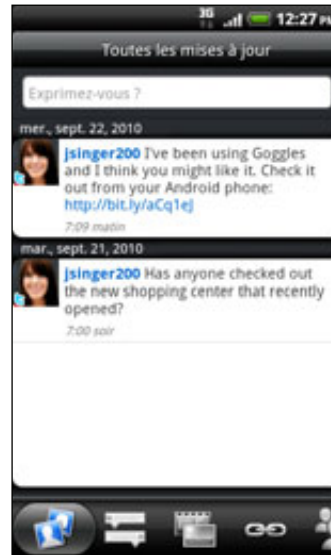 3G 12:27 PM
Toutes les mises à jour
Exprimez-vous ?
mer., sept. 22, 2010
jsinger200 I've been using Goggles
and I think you might like it. Check it
out from your Android phone:
http://bit.ly/aCq1eJ
7:09 matin
mar., sept. 21, 2010
jsinger200 Has anyone checked out
the new shopping center that recently
opened?
7:00 soir